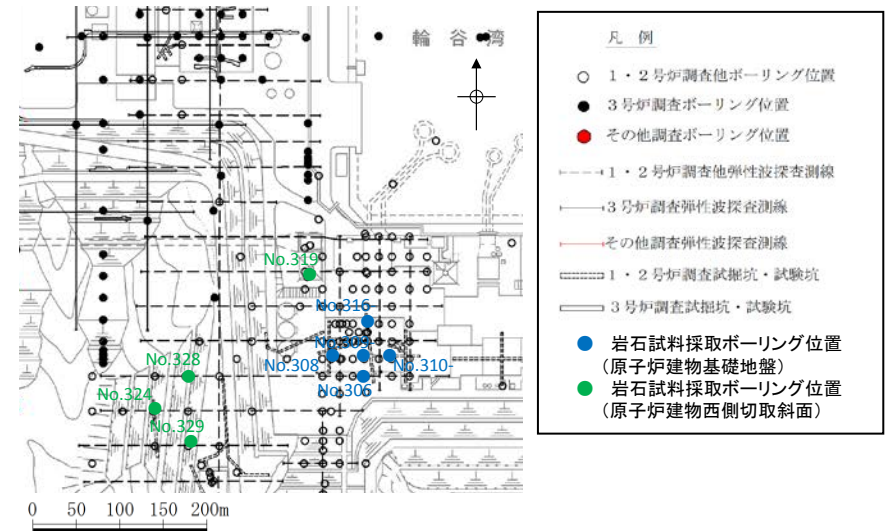 輪谷湾
No.319
No.316
No.308
No.310-
No.306
No.328
No.324
No.329
0 50 100 150 200m
凡 例
1・2号炉調査他ボーリング位置
3号炉調査ボーリング位置
その他調査ボーリング位置
1・2号炉調査他弾性波探査測線
3号炉調査弾性波探査測線
その他調査弾性波探査測線
1・2号炉調査試掘坑・試験坑
3号炉調査試掘坑・試験坑
岩石試料採取ボーリング位置
(原子炉建物基礎地盤)
岩石試料採取ボーリング位置
(原子炉建物西側切取斜面)